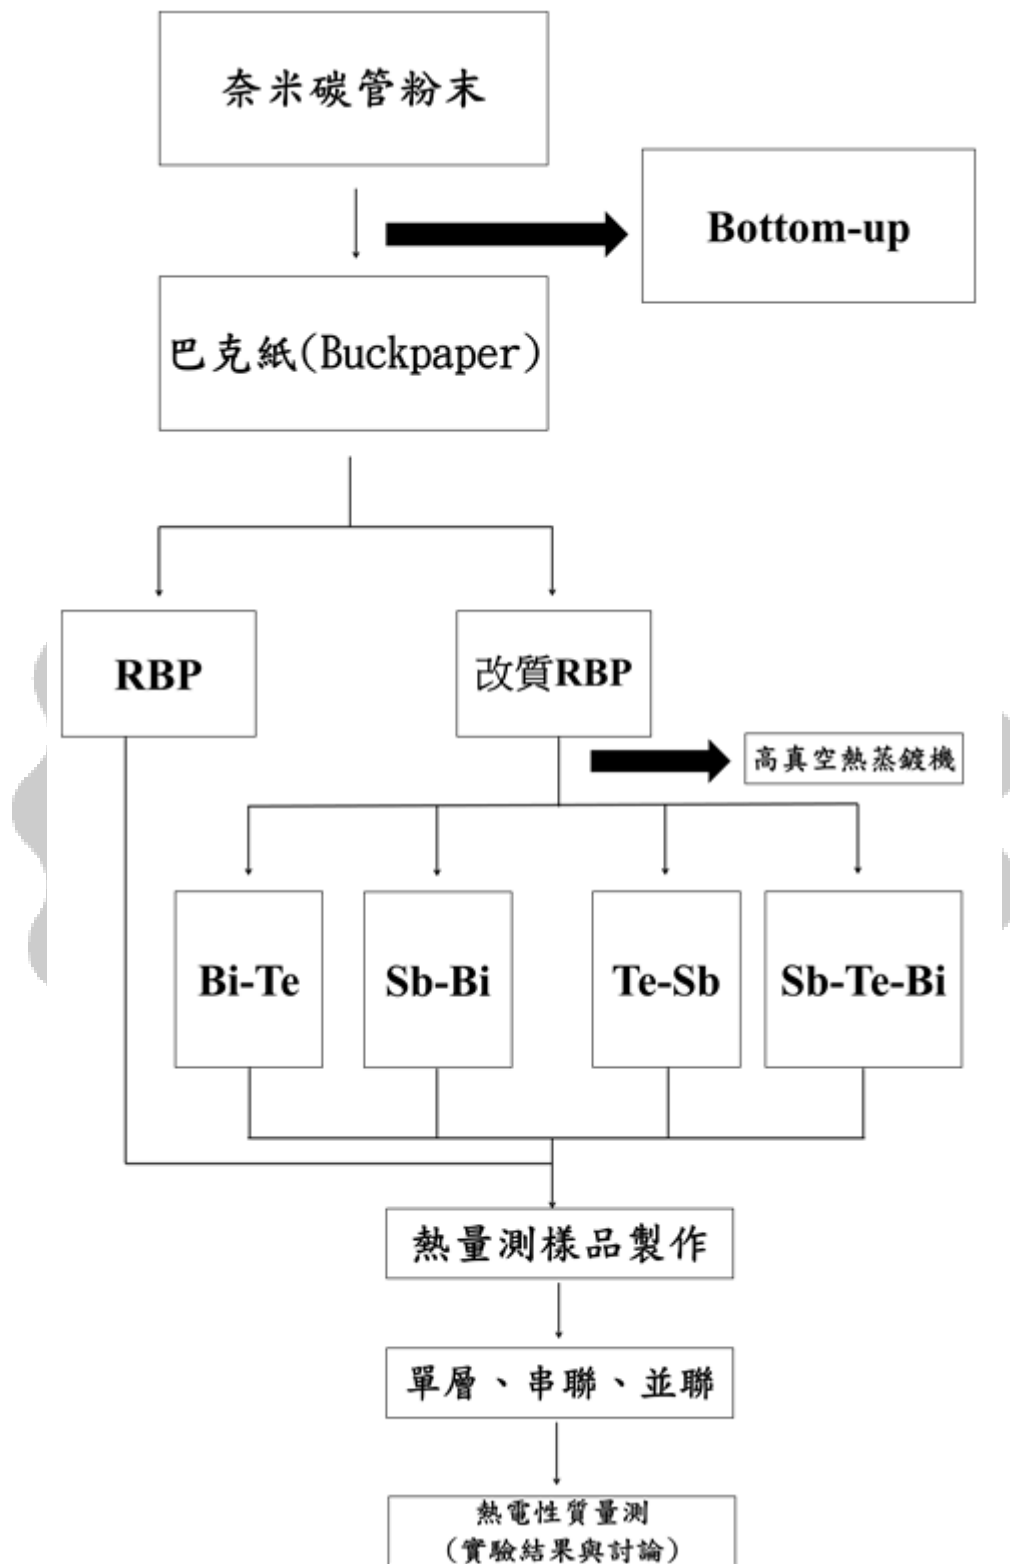 奈米碳管粉末
Bottom-up
巴克紙(Buckpaper)
RBP
改質RBP
高真空熱蒸鍍機
Bi-Te
Sb-Bi
Te-Sb
Sb-Te-Bi
熱量測樣品製作
單層、串聯、並聯
熱電性質量測
(實驗結果與討論)